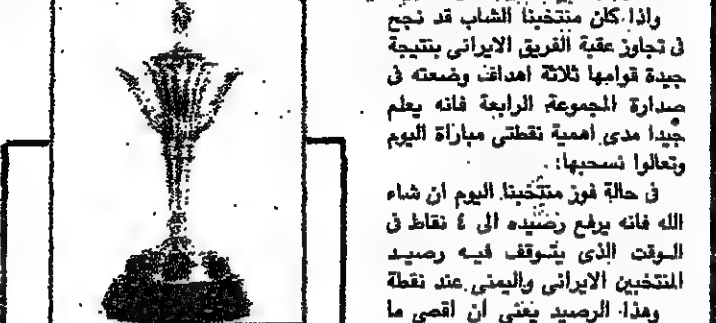 واذا كان منتخبنا الشاب قد نجح
فى تجاوز عقبة الفريق الايرانى بنتيجة
جيدة قوامها ثلاثة اهداف وضعته فى
صدارة المجموعة الرابعة فانه يعلم
جيدا مدى اهمية نقطتى مباراة اليوم
وتعالوا نسحبها:
فى حالة فوز منتخبنا اليوم ان شاء
الله فانه يرفع رصيده الى ٤ نقاط فى
الوقت الذى يتوقف فيه رصيد
المنتخبين الايرانى واليمنى عند نقطة
وهذا الرصيد يعنى ان اقصى ما